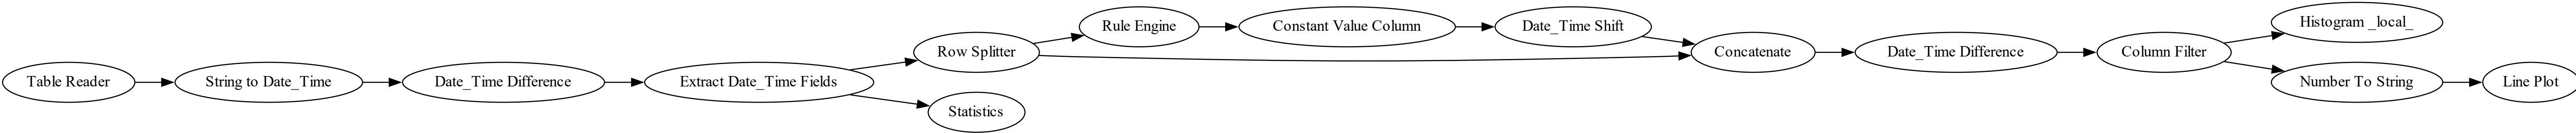 Table Reader
String to Date_Time
Date_Time Difference
Extract Date_Time Fields
Row Splitter
Statistics
Rule Engine
Constant Value Column
Date_Time Shift
Concatenate
Date_Time Difference
Column Filter
Histogram _local_
Number To String
Line Plot